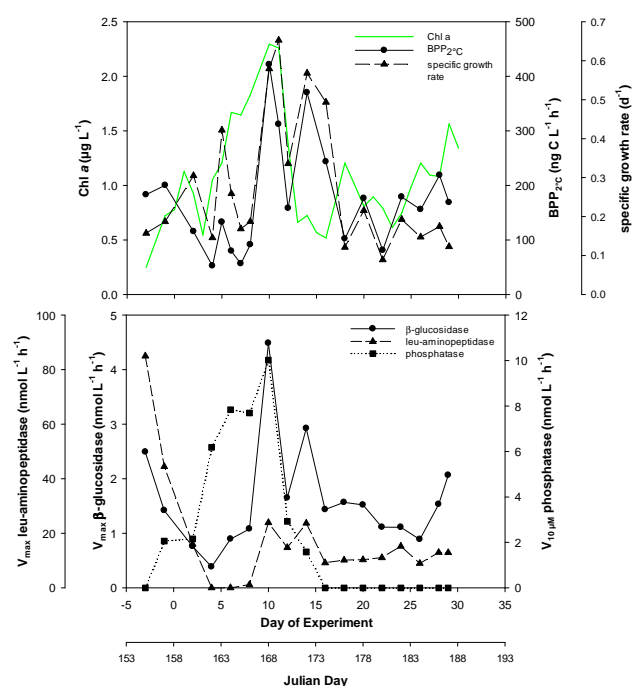 2.5
2.0
1.5
1.0
0.5
0.0
Chl a (µg L-1)
Chl a
BPP2°C
specific growth
rate
500
400
300
200
100
0
BPP2°C (ng C L-1 h-1)
0.7
0.6
0.5
0.4
0.3
0.2
0.1
0.0
specific growth rate (d-1)
100
80
60
40
20
0
Vmax leu-aminopeptidase (nmol L-1 h-1)
5
4
3
2
1
0
Vmax β-glucosidase (nmol L-1 h-1)
β-glucosidase
leu-aminopeptidase
phosphatase
12
10
8
6
4
2
0
V10 µM phosphatase (nmol L-1 h-1)
-5 0 5 10 15 20 25 30 35
Day of Experiment
153 158 163 168 173 178 183 188 193
Julian Day